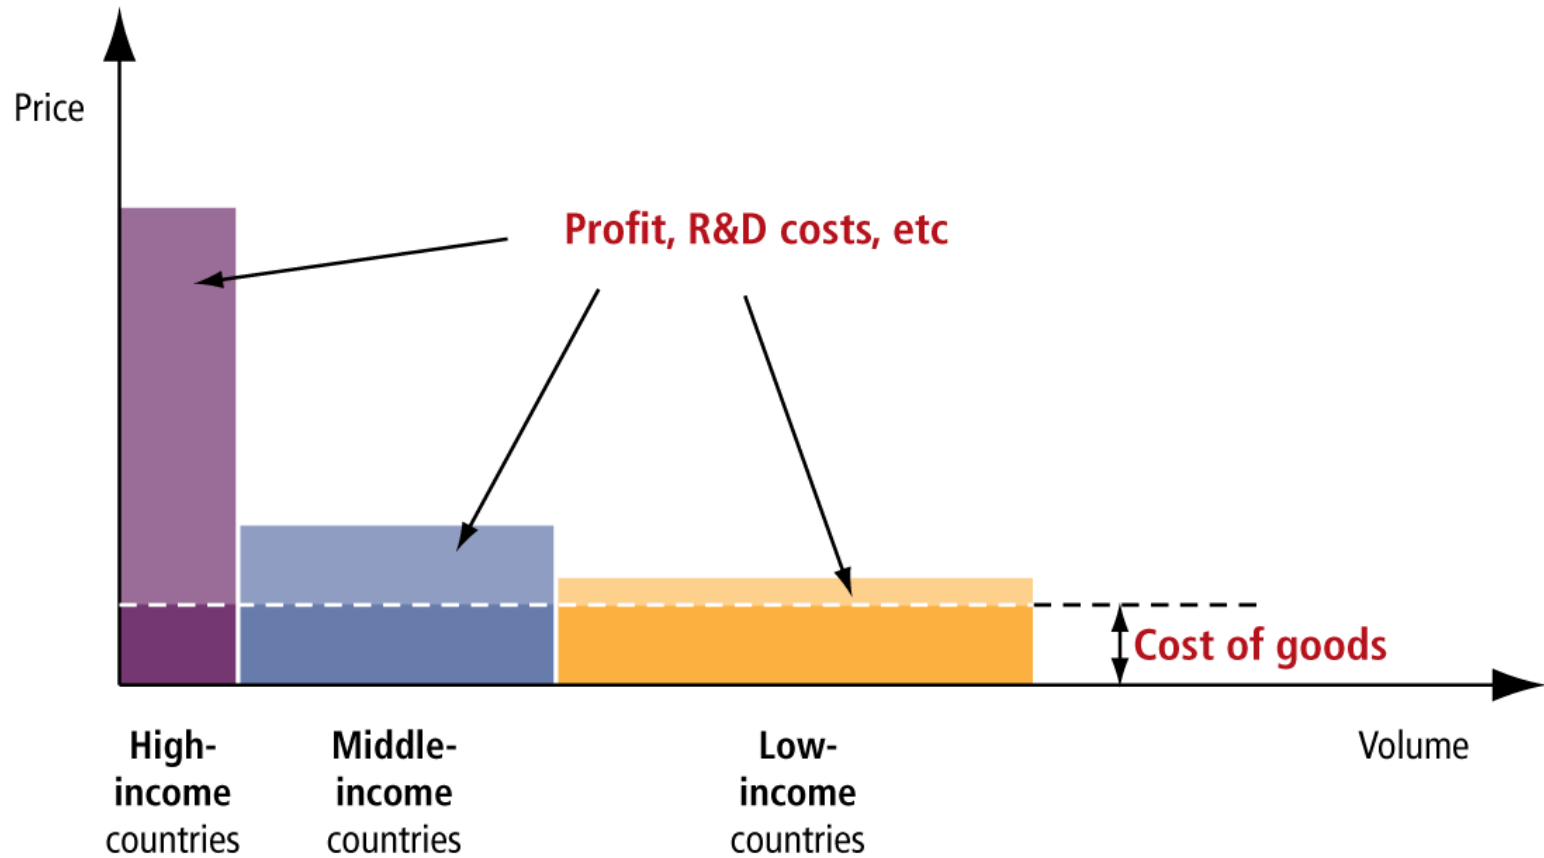 Price
Profit, R&D costs, etc
Cost of goods
High-
income
countries
Middle-
income
countries
Low-
income
countries
Volume